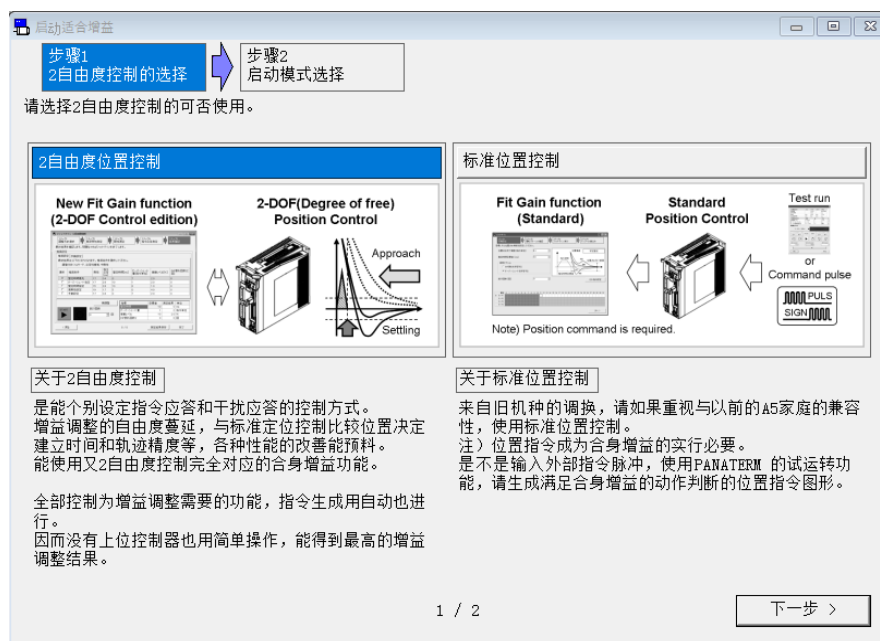 启动适合增益
步骤1
2自由度控制的选择
步骤2
启动模式选择
请选择2自由度控制的可否使用。
2自由度位置控制
New Fit Gain function
(2-DOF Control edition)
2-DOF(Degree of free)
Position Control
Approach
Settling
标准位置控制
Fit Gain function
(Standard)
Standard
Position Control
Test run
or
Command pulse
PULS
SIGN
Note) Position command is required.
关于2自由度控制
是能个别设定指令应答和干扰应答的控制方式。
增益调整的自由度蔓延，与标准定位控制比较位置决定
建立时间和轨迹精度等，各种性能的改善能预料。
能使用又2自由度控制完全对应的合身增益功能。
全部控制为增益调整需要的功能，指令生成用自动也进
行。
因而没有上位控制器也用简单操作，能得到最高的增益
调整结果。
关于标准位置控制
来自旧机种的调换，请如果重视与以前的A5家庭的兼容
性，使用标准位置控制。
注）位置指令成为合身增益的实行必要。
是不是输入外部指令脉冲，使用PANATERM 的试运转功
能，请生成满足合身增益的动作判断的位置指令图形。
1 / 2
下一步 >